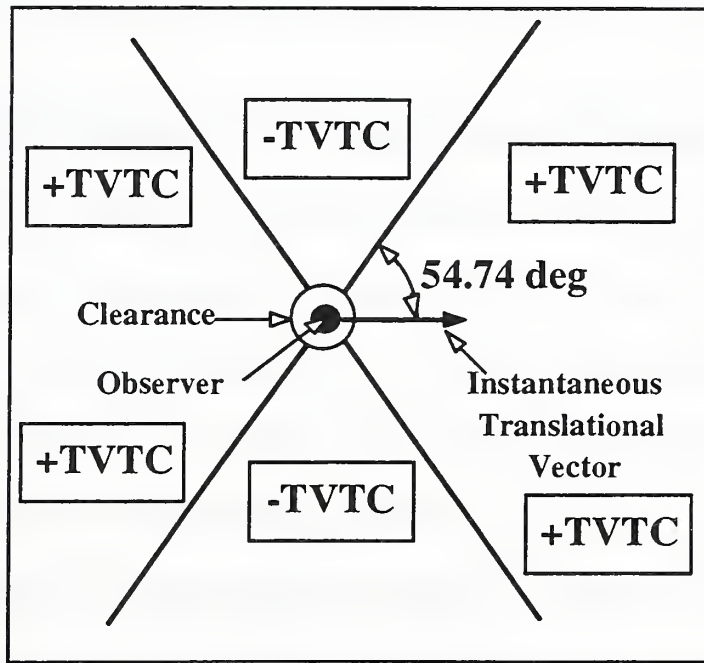 -TVTC
+TVTC
+TVTC
54.74 deg
Clearance
Observer
Instantaneous
Translational
Vector
+TVTC
-TVTC
+TVTC